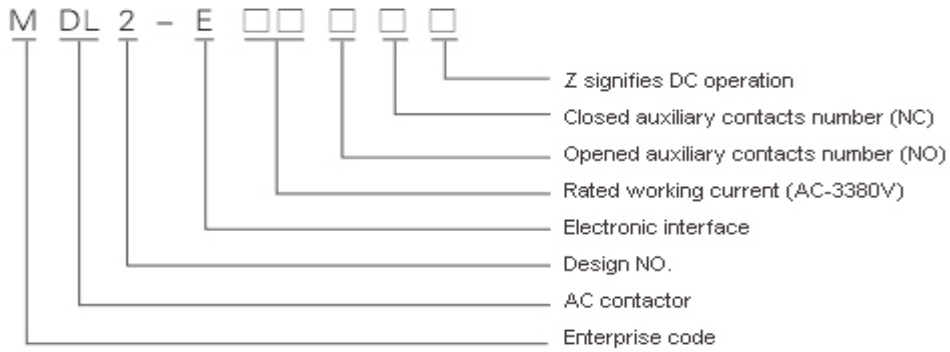 M DL 2 - E □□ □ □ □
Z signifies DC operation
Closed auxiliary contacts number (NC)
Opened auxiliary contacts number (NO)
Rated working current (AC-3380V)
Electronic interface
Design NO.
AC contactor
Enterprise code